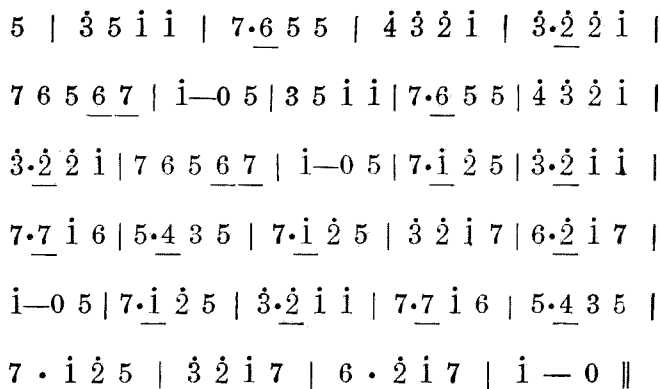 5 | 3̇ 5 i̇ i̇ | 7·6̲ 5 5 | 4̇ 3̇ 2̇ i̇ | 3̇·2̲̇ 2̇ i̇ |
7 6 5 6̲ 7̲ | i̇—0 5 | 3 5 i̇ i̇ | 7·6̲ 5 5 | 4̇ 3̇ 2̇ i̇ |
3̇·2̲̇ 2̇ i̇ | 7 6 5 6̲ 7̲ | i̇—0 5 | 7·i̲̇ 2̇ 5 | 3̇·2̲̇ i̇ i̇ |
7·7̲ i̇ 6 | 5·4̲ 3 5 | 7·i̲̇ 2̇ 5 | 3̇ 2̇ i̇ 7 | 6·2̲̇ i̇ 7 |
i̇—0 5 | 7·i̲̇ 2̇ 5 | 3̇·2̲̇ i̇ i̇ | 7·7̲ i̇ 6 | 5·4̲ 3 5 |
7 · i̇ 2̇ 5 | 3̇ 2̇ i̇ 7 | 6 · 2̇ i̇ 7 | i̇ — 0 ‖